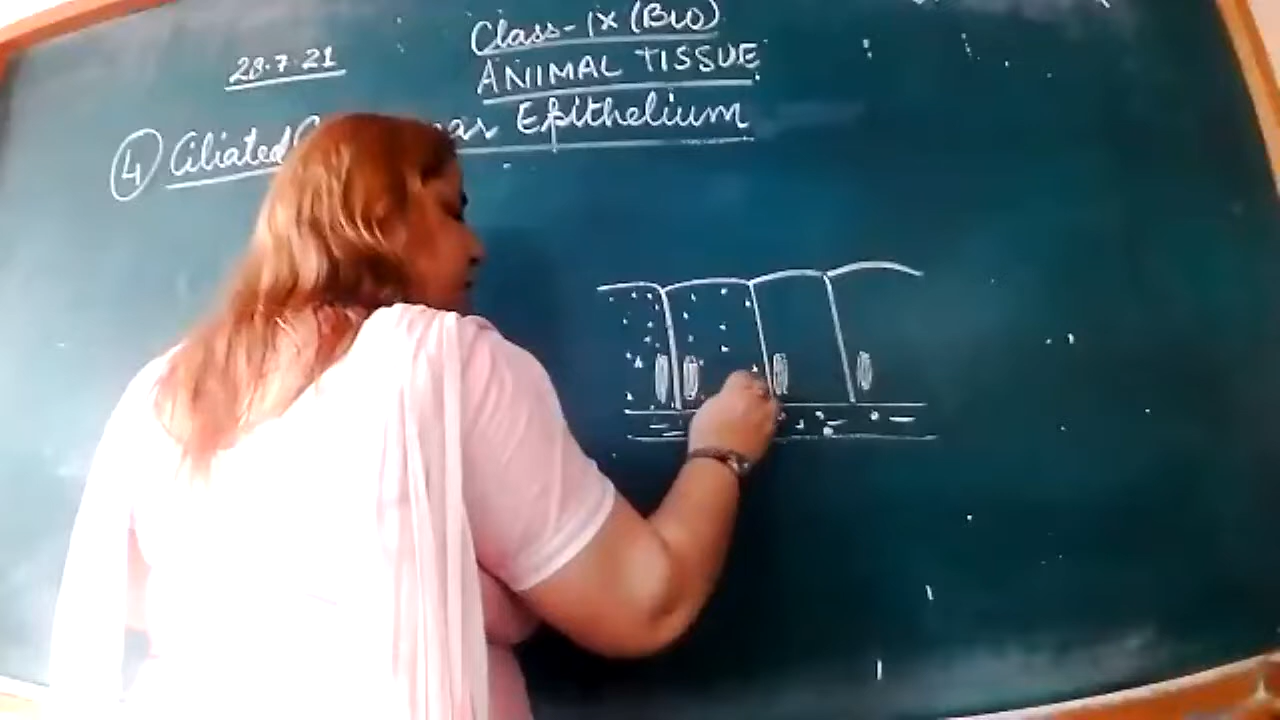 Class-IX (Bio)
28.7.21
ANIMAL TISSUE
4 Ciliated Epithelium